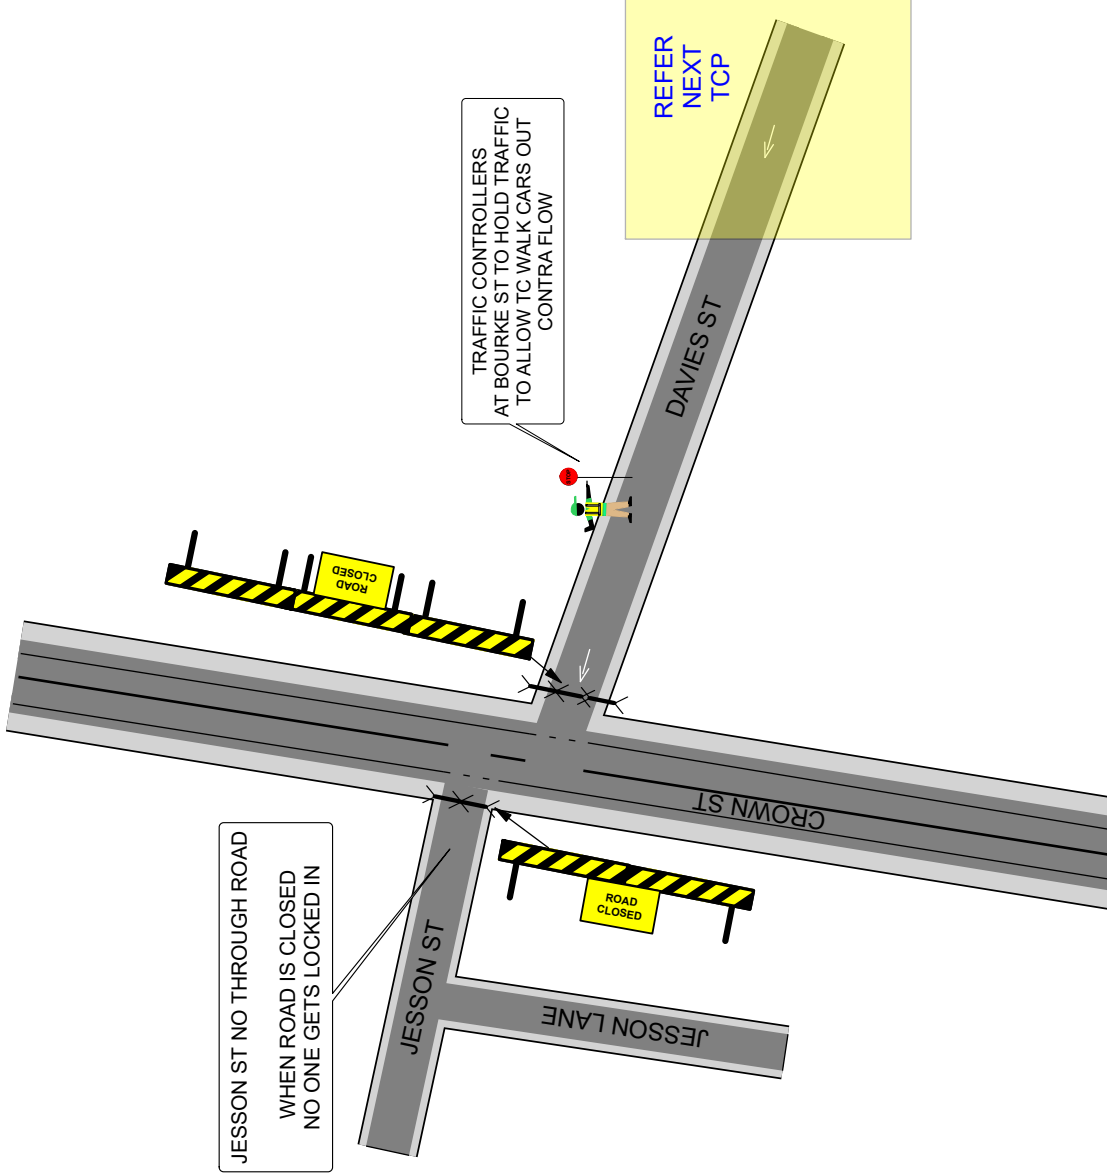 REFER
NEXT
TCP
TRAFFIC CONTROLLERS
AT BOURKE ST TO HOLD TRAFFIC
TO ALLOW TC WALK CARS OUT
CONTRA FLOW
DAVIES ST
STOP
ROAD
CLOSED
CROWN ST
ROAD
CLOSED
JESSON ST NO THROUGH ROAD
WHEN ROAD IS CLOSED
NO ONE GETS LOCKED IN
JESSON ST
JESSON LANE